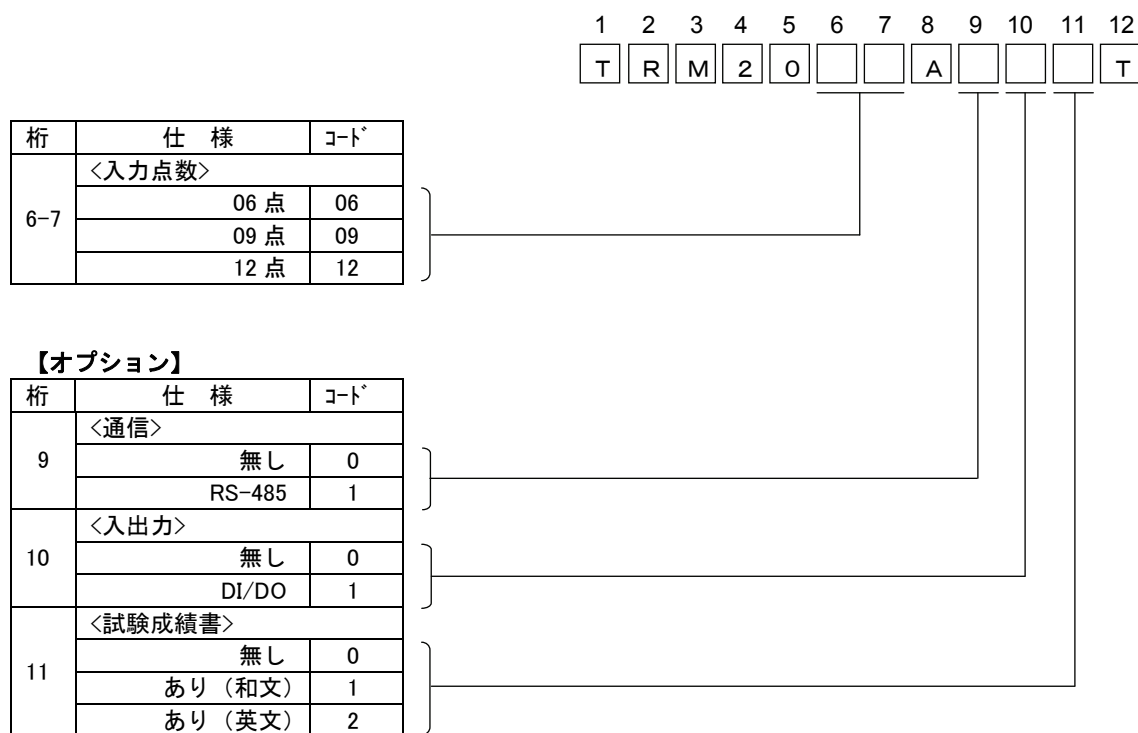 1 2 3 4 5 6 7 8 9 10 11 12
T R M 2 0 A T
桁 仕 様 ｺｰﾄﾞ
6-7 <入力点数>
06 点 06
09 点 09
12 点 12
【オプション】
桁 仕 様 ｺｰﾄﾞ
9 <通信>
無し 0
RS-485 1
10 <入出力>
無し 0
DI/DO 1
11 <試験成績書>
無し 0
あり（和文） 1
あり（英文） 2